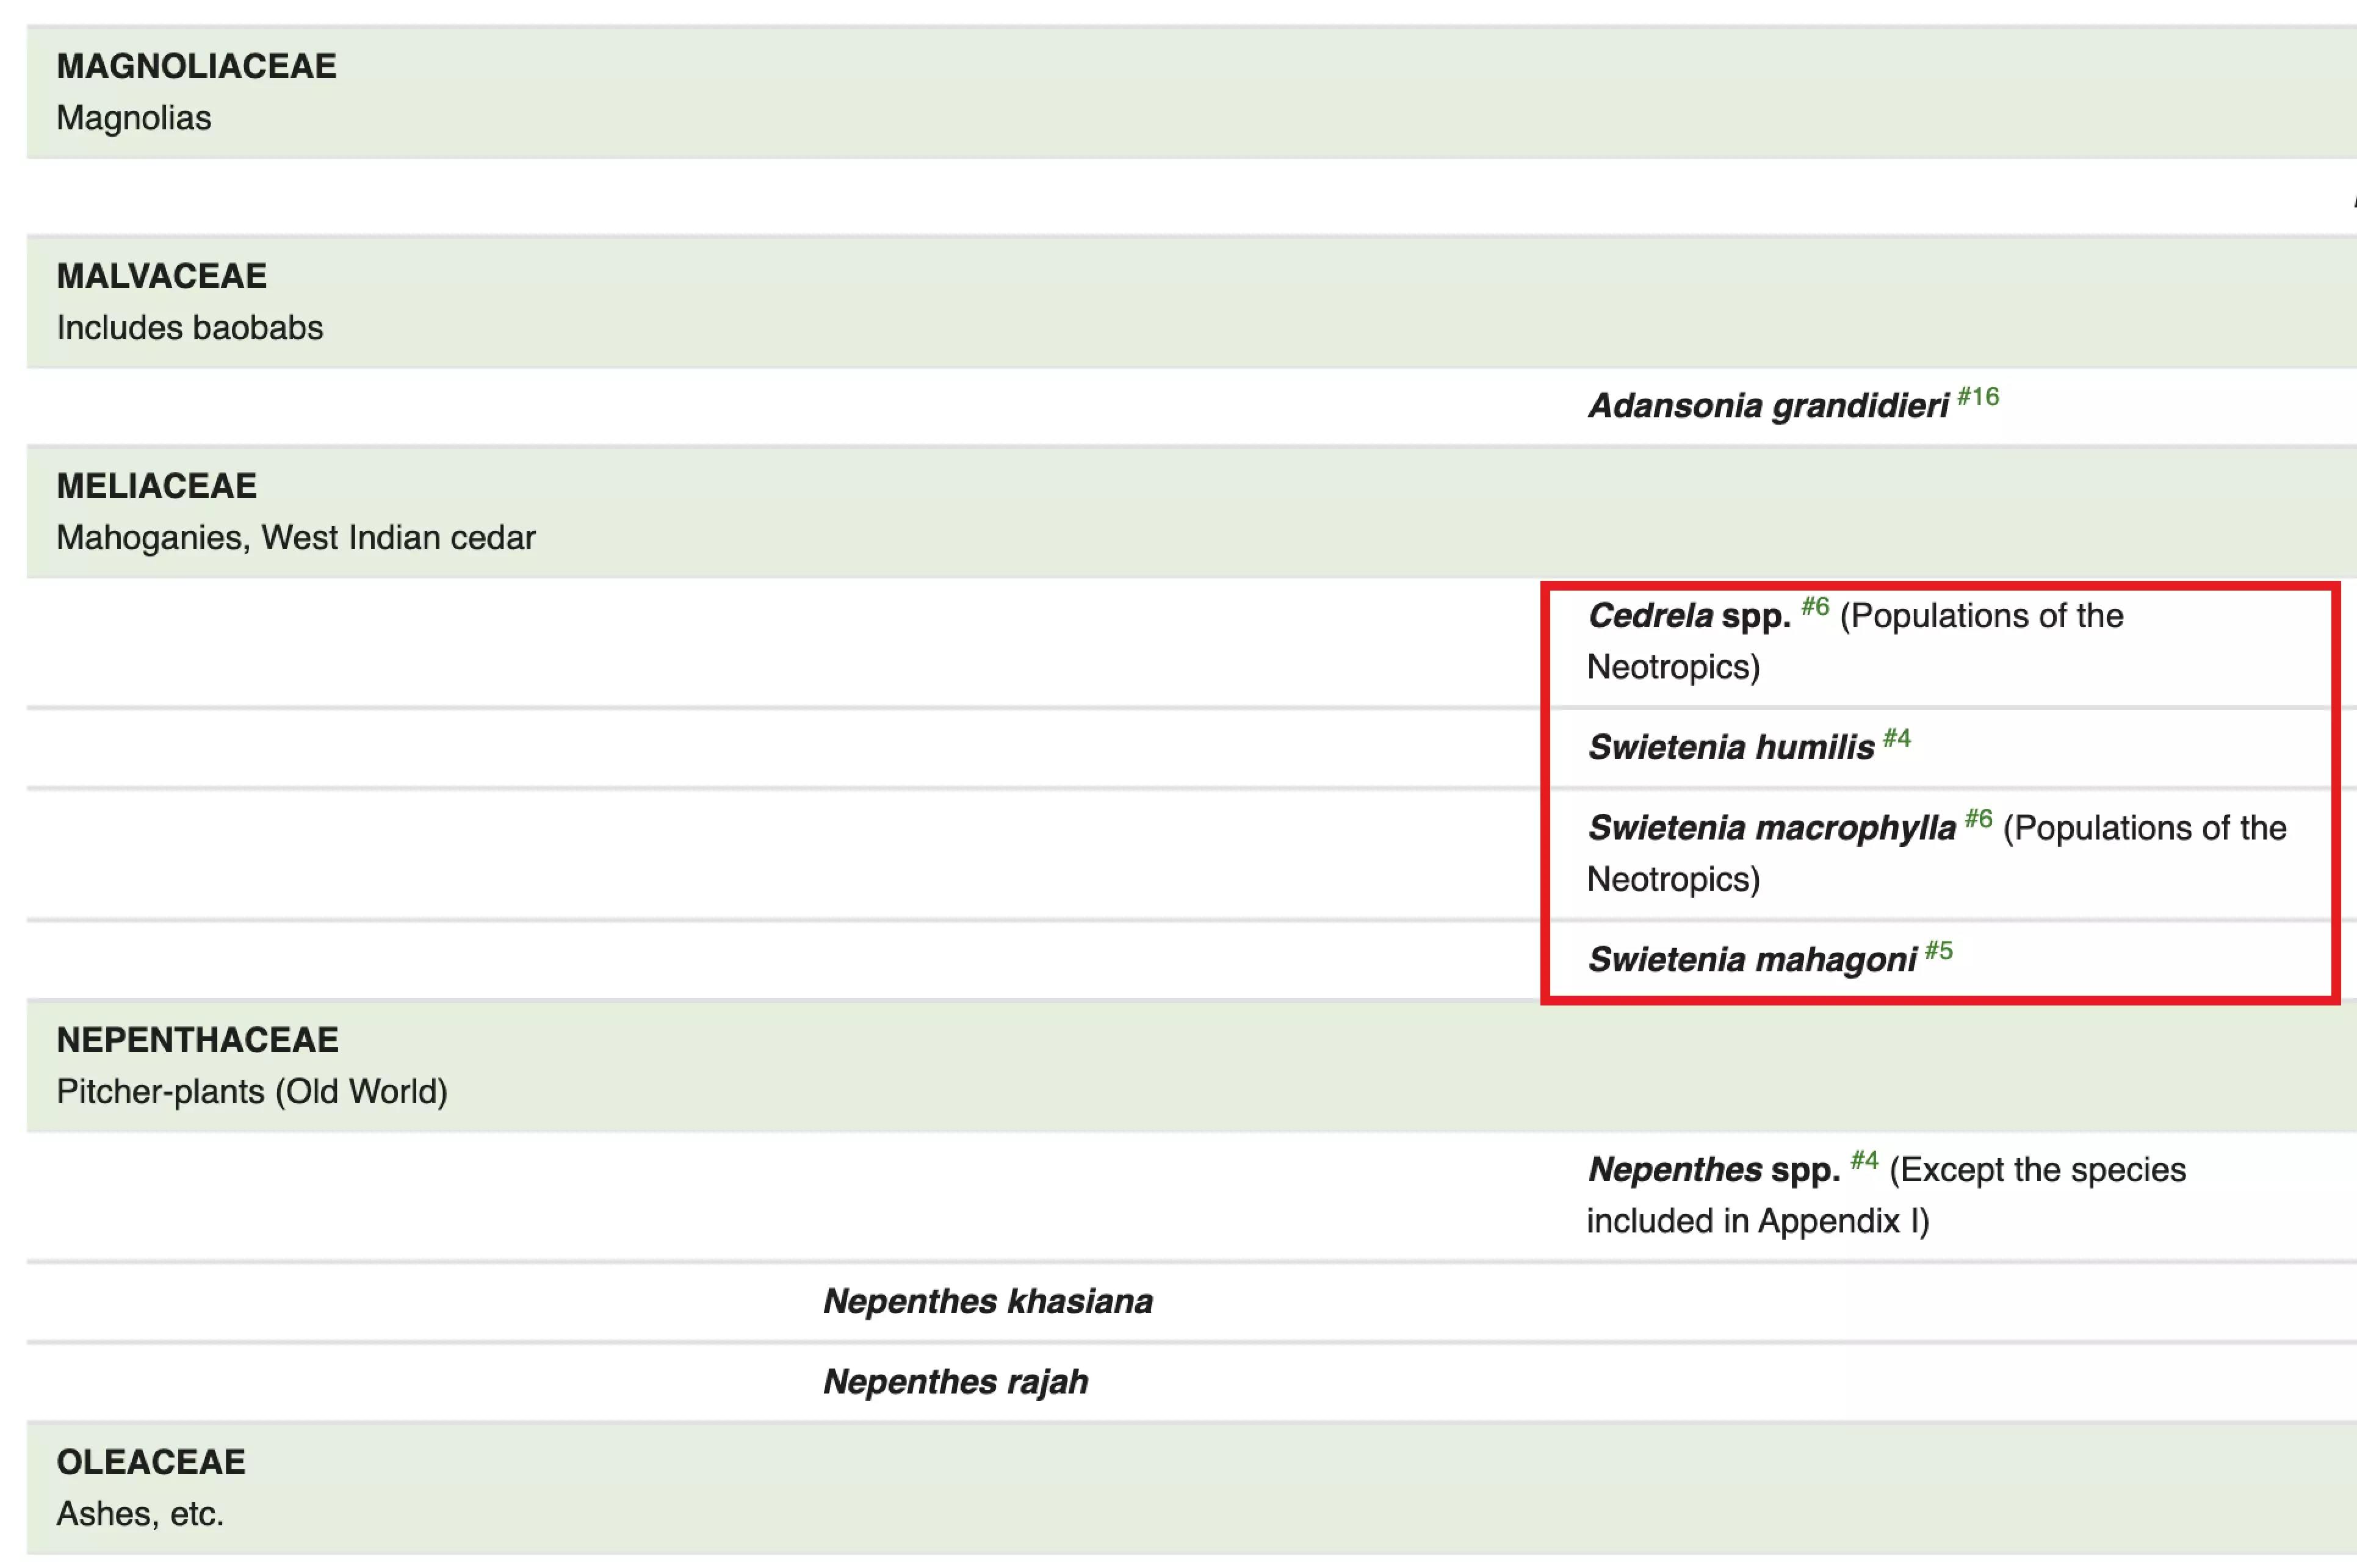 MAGNOLIACEAE
Magnolias
MALVACEAE
Includes baobabs
Adansonia grandidieri #16
MELIACEAE
Mahoganies, West Indian cedar
Cedrela spp. #6 (Populations of the
Neotropics)
Swietenia humilis #4
Swietenia macrophylla #6 (Populations of the
Neotropics)
Swietenia mahagoni #5
NEPENTHACEAE
Pitcher-plants (Old World)
Nepenthes spp. #4 (Except the species
included in Appendix I)
Nepenthes khasiana
Nepenthes rajah
OLEACEAE
Ashes, etc.